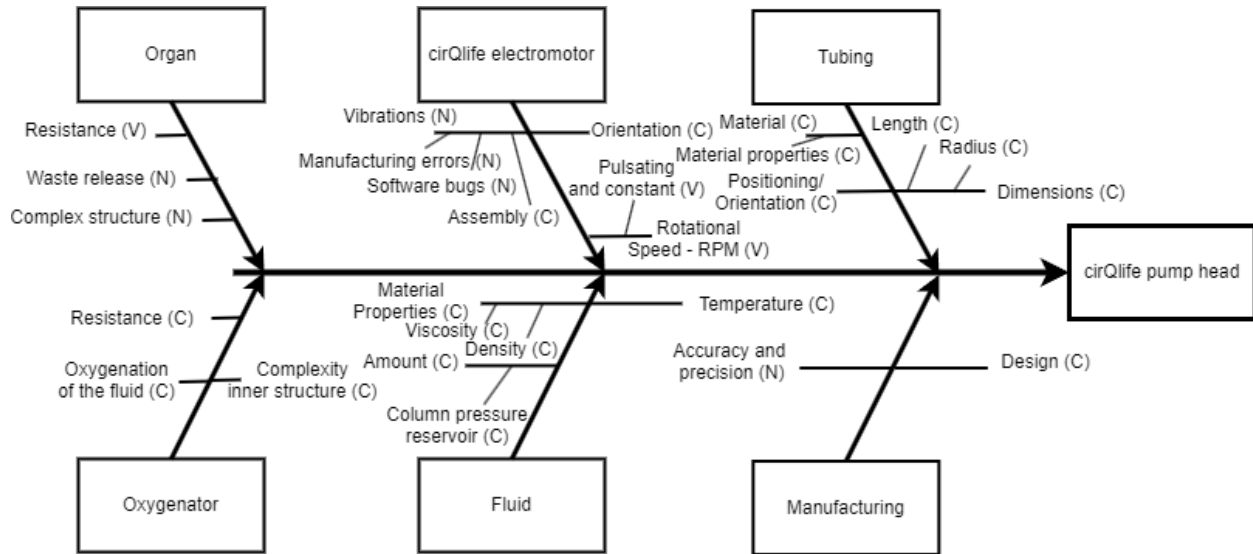 Organ
cirQlife electromotor
Tubing
Resistance (V)
Waste release (N)
Complex structure (N)
Vibrations (N)
Orientation (C)
Manufacturing errors (N)
Software bugs (N)
Assembly (C)
Pulsating
and constant (V)
Rotational
Speed - RPM (V)
Material (C)
Length (C)
Material properties (C)
Radius (C)
Positioning/
Orientation (C)
Dimensions (C)
cirQlife pump head
Resistance (C)
Oxygenation
of the fluid (C)
Complexity
inner structure (C)
Material
Properties (C)
Temperature (C)
Viscosity (C)
Density (C)
Amount (C)
Column pressure
reservoir (C)
Accuracy and
precision (N)
Design (C)
Oxygenator
Fluid
Manufacturing